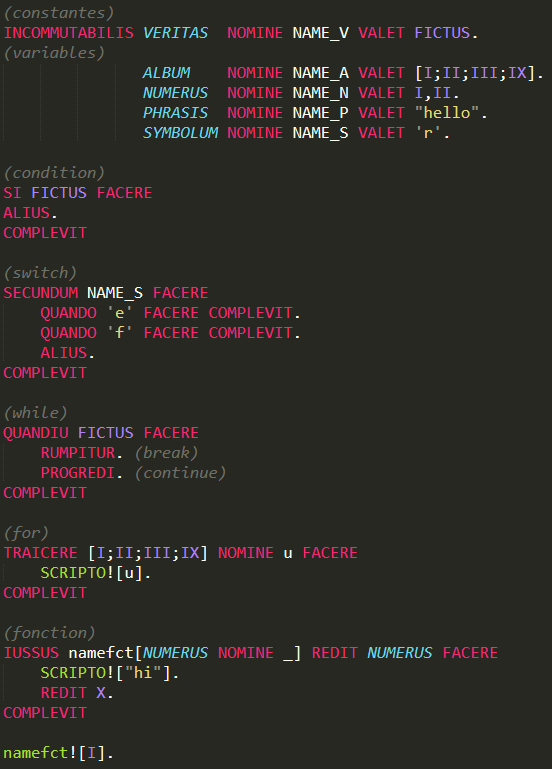 (constantes)
INCOMMUTABILIS VERITAS NOMINE NAME_V VALET FICTUS.
(variables)
ALBUM NOMINE NAME_A VALET [I;II;III;IX].
NUMERUS NOMINE NAME_N VALET I,II.
PHRASIS NOMINE NAME_P VALET "hello".
SYMBOLUM NOMINE NAME_S VALET 'r'.
(condition)
SI FICTUS FACERE
ALIUS.
COMPLEVIT
(switch)
SECUNDUM NAME_S FACERE
QUANDO 'e' FACERE COMPLEVIT.
QUANDO 'f' FACERE COMPLEVIT.
ALIUS.
COMPLEVIT
(while)
QUANDIU FICTUS FACERE
RUMPITUR. (break)
PROGREDI. (continue)
COMPLEVIT
(for)
TRAICERE [I;II;III;IX] NOMINE u FACERE
SCRIPTO![u].
COMPLEVIT
(fonction)
IUSSUS namefct[NUMERUS NOMINE _] REDIT NUMERUS FACERE
SCRIPTO!["hi"].
REDIT X.
COMPLEVIT
namefct![I].